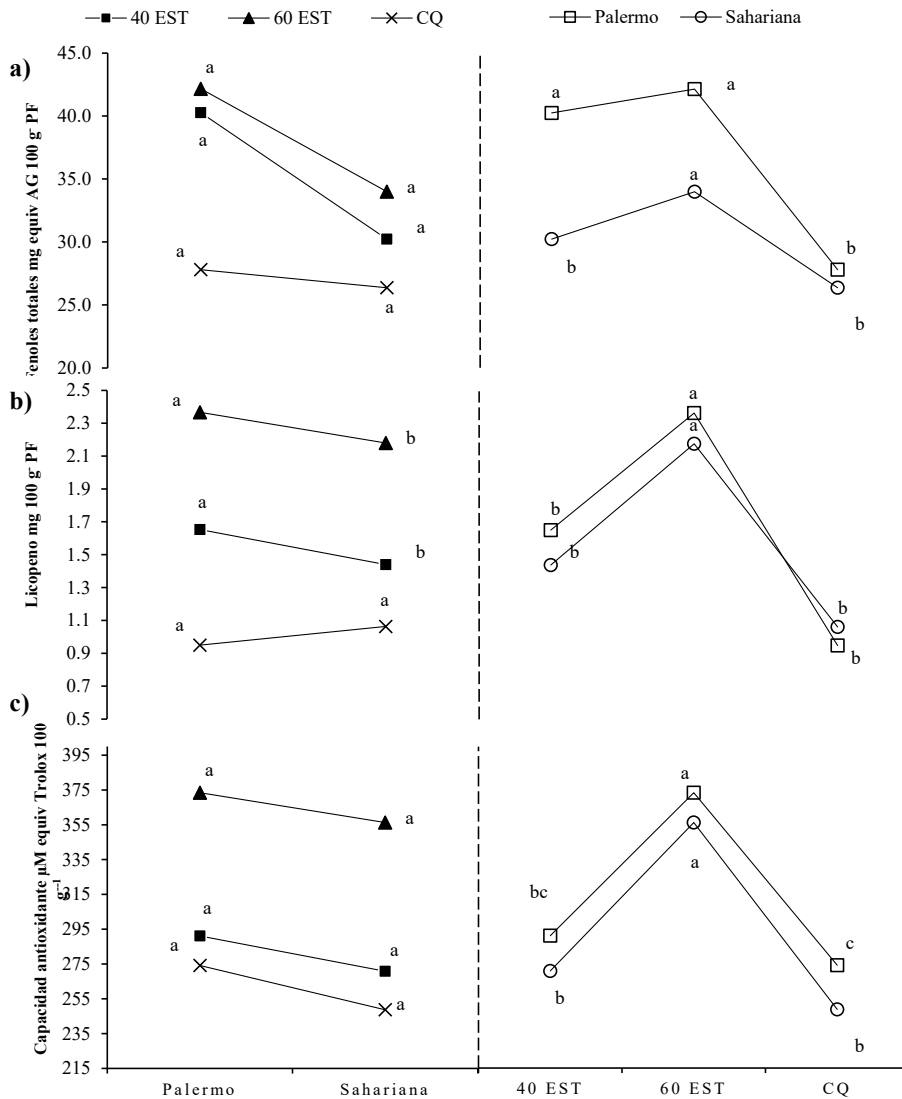 40 EST 60 EST CQ Palermo Sahariana
a)
enoles totales mg equiv AG 100 g PF
45.0
40.0
35.0
30.0
25.0
20.0
a
a
a
a
a
a
a
a
a
b
b
b
b)
Licopeno mg 100 g PF
2.5
2.3
2.1
1.9
1.7
1.5
1.3
1.1
0.9
0.7
0.5
a
b
a
b
a
a
a
a
b
b
b
b
c)
Capacidad antioxidante µM equiv Trolox 100
g⁻¹
395
375
355
335
315
295
275
255
235
215
a
a
a
a
a
a
a
a
bc
b
c
b
Palermo Sahariana 40 EST 60 EST CQ